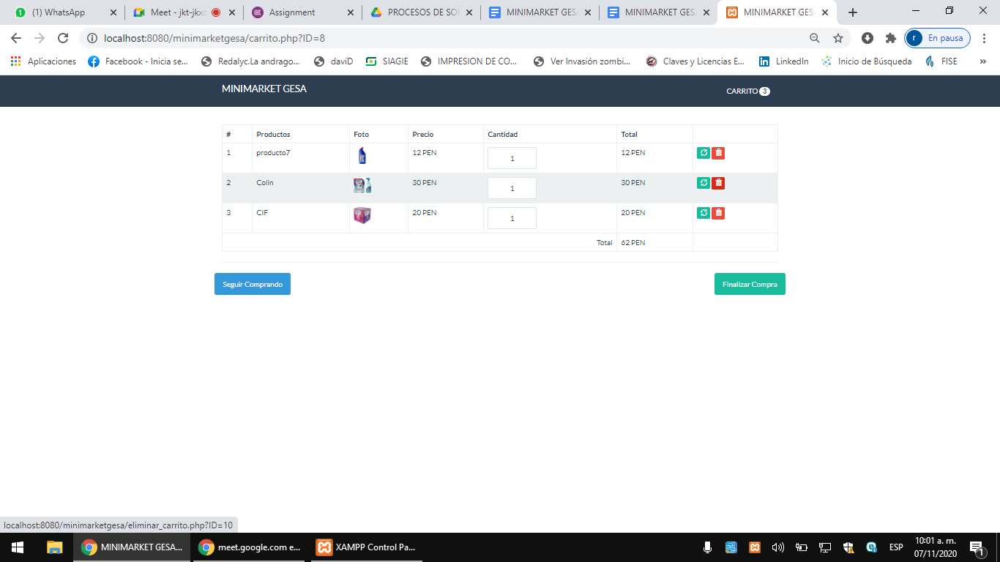 (1) WhatsApp
Meet - jkt-jkxc
Assignment
PROCESOS DE SOF
MINIMARKET GES
MINIMARKET GES
MINIMARKET GES
localhost:8080/minimarketgesa/carrito.php?ID=8
r En pausa
Aplicaciones
Facebook - Inicia se...
Redalyc.La andrago...
daviD
SIAGIE
IMPRESION DE CO...
Ver Invasión zombi...
Claves y Licencias E...
LinkedIn
Inicio de Búsqueda
FISE
»
MINIMARKET GESA
CARRITO 3
# Productos Foto Precio Cantidad Total
1 producto7 12 PEN 1 12 PEN
2 Colin 30 PEN 1 30 PEN
3 CIF 20 PEN 1 20 PEN
Total 62 PEN
Seguir Comprando
Finalizar Compra
localhost:8080/minimarketgesa/eliminar_carrito.php?ID=10
MINIMARKET GESA...
meet.google.com e...
XAMPP Control Pa...
ESP
10:01 a. m.
07/11/2020
1